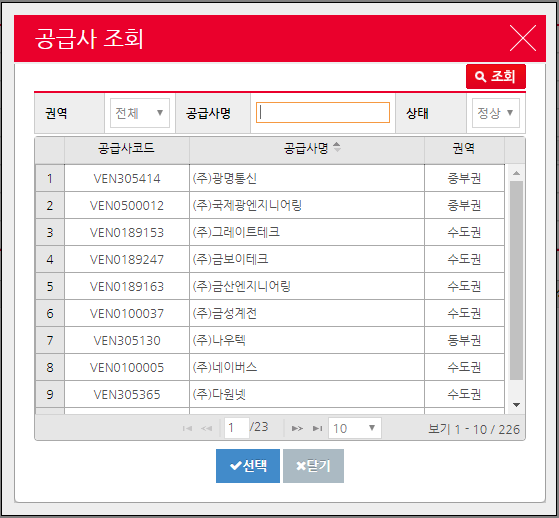 공급사 조회
조회
권역 전체 공급사명 상태 정상
공급사코드 공급사명 권역
1 VEN305414 (주)광명통신 중부권
2 VEN0500012 (주)국제광엔지니어링 중부권
3 VEN0189153 (주)그레이트테크 수도권
4 VEN0189247 (주)금보이테크 수도권
5 VEN0189163 (주)금산엔지니어링 수도권
6 VEN0100037 (주)금성계전 수도권
7 VEN305130 (주)나우텍 동부권
8 VEN0100005 (주)네이버스 수도권
9 VEN305365 (주)다원넷 수도권
1 /23 10 보기 1 - 10 / 226
선택 닫기